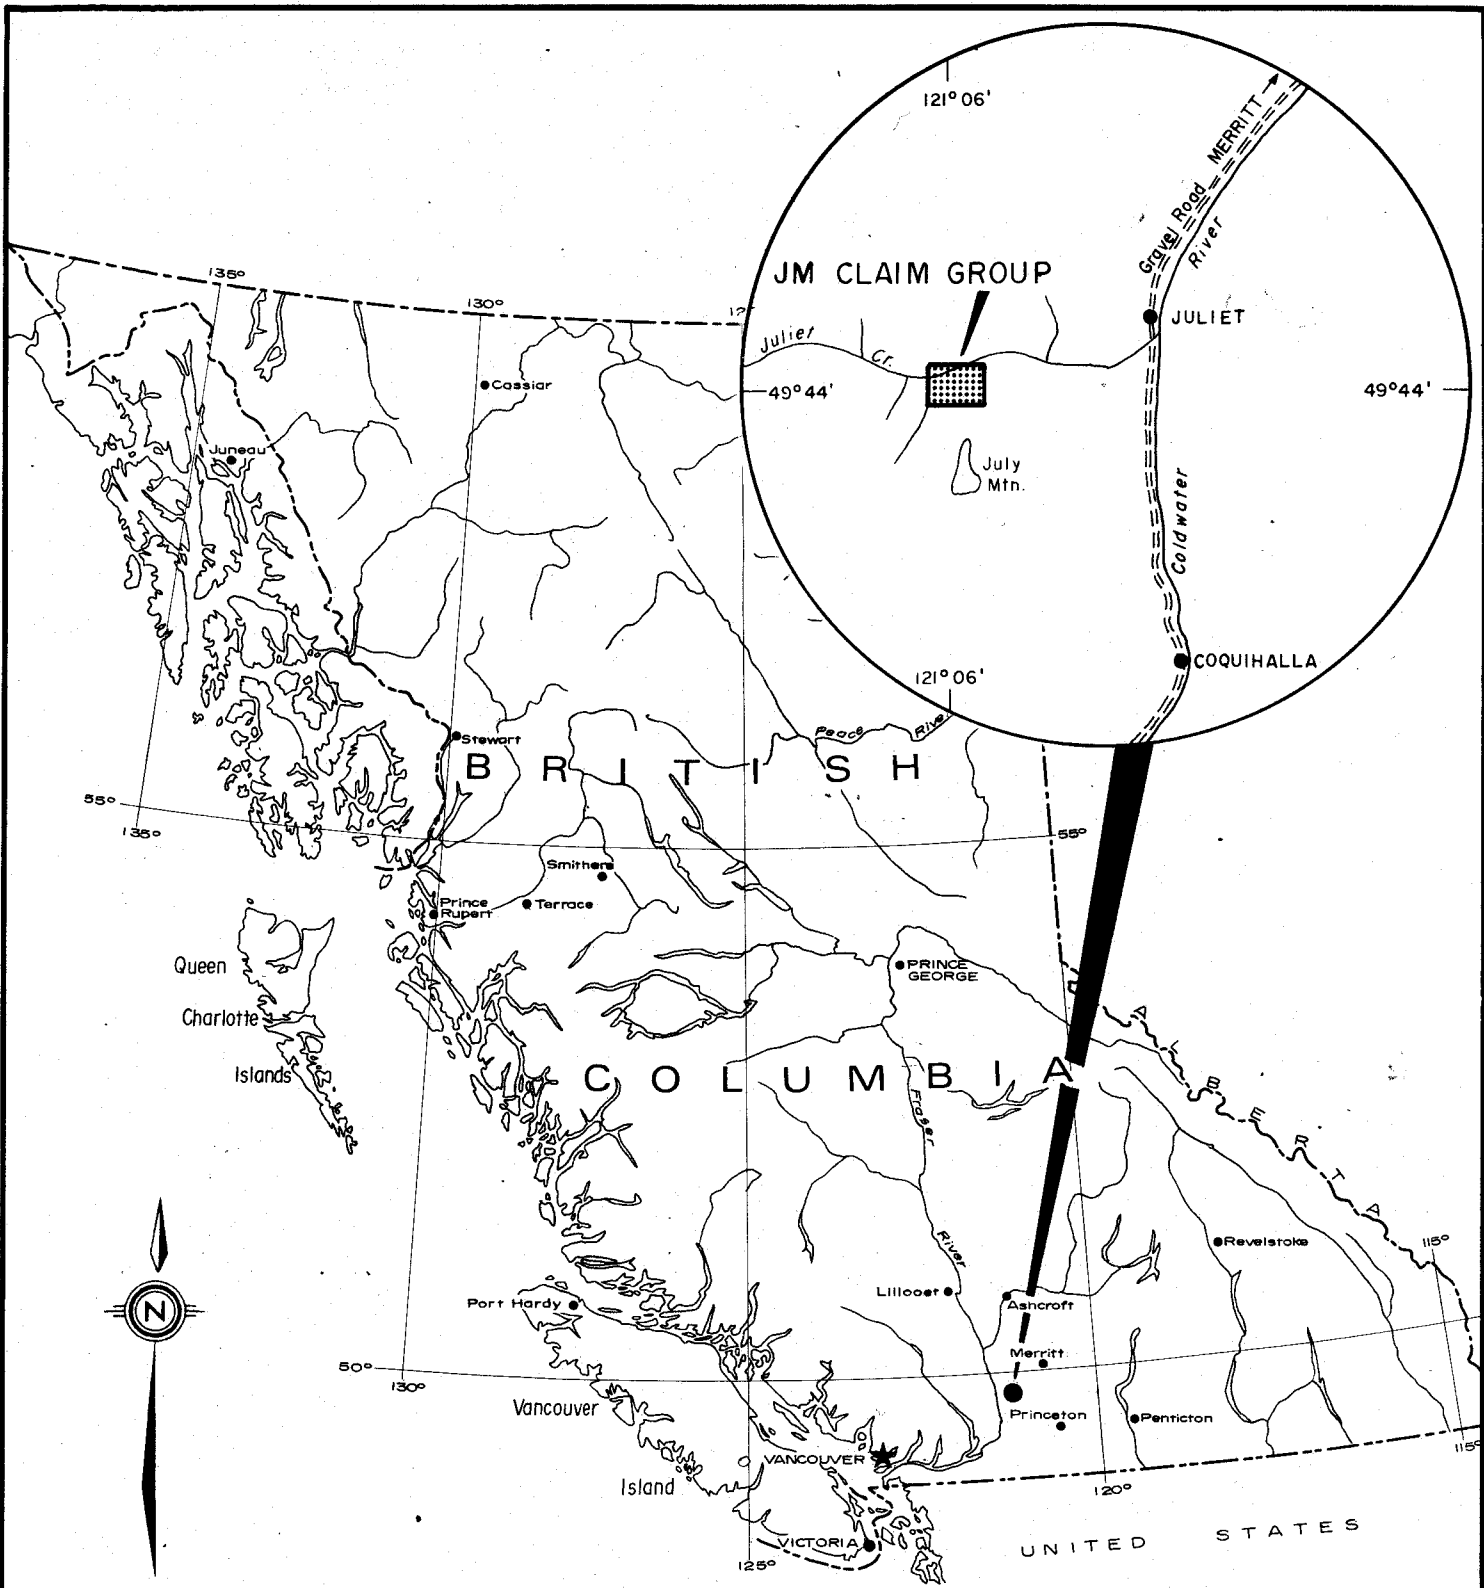 121° 06'
Gravel Road MERRITT
River
JM CLAIM GROUP
Juliet
Cr.
JULIET
49° 44'
49° 44'
July
Mtn.
Coldwater
COQUIHALLA
121° 06'
135°
130°
Cassiar
Juneau
Peace River
Stewart
BRITISH
55°
135°
55°
Smithers
Prince
Rupert
Terrace
PRINCE
GEORGE
Queen
Charlotte
Islands
COLUMBIA
ALBERTA
Fraser
River
Revelstoke
115°
Lillooet
Ashcroft
Port Hardy
N
Merritt
50°
130°
Vancouver
Island
Princeton
Penticton
VANCOUVER
115°
120°
VICTORIA
125°
UNITED STATES